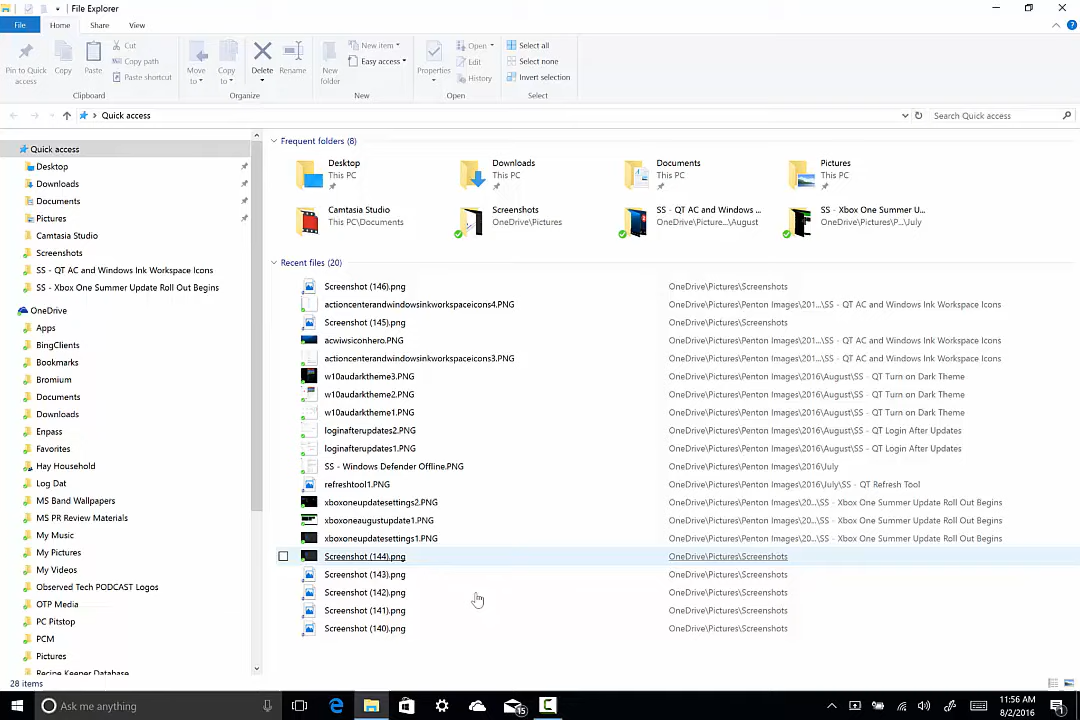 File Explorer
File Home Share View
Pin to Quick access
Copy
Paste
Cut
Copy path
Paste shortcut
Clipboard
Move to
Copy to
Delete
Rename
Organize
New folder
New item
Easy access
New
Properties
Open
Edit
History
Open
Select all
Select none
Invert selection
Select
Quick access
Search Quick access
Quick access
Desktop
Downloads
Documents
Pictures
Camtasia Studio
Screenshots
SS - QT AC and Windows Ink Workspace Icons
SS - Xbox One Summer Update Roll Out Begins
OneDrive
Apps
BingClients
Bookmarks
Bromium
Documents
Downloads
Enpass
Favorites
Hay Household
Log Dat
MS Band Wallpapers
MS PR Review Materials
My Music
My Pictures
My Videos
Observed Tech PODCAST Logos
OTP Media
PC Pitstop
PCM
Pictures
Recipe Keeper Database
Frequent folders (8)
Desktop
This PC
Downloads
This PC
Documents
This PC
Pictures
This PC
Camtasia Studio
This PC\Documents
Screenshots
OneDrive\Pictures
SS - QT AC and Windows ...
OneDrive\Picture...\August
SS - Xbox One Summer U...
OneDrive\Pictures\P...\July
Recent files (20)
Screenshot (146).png OneDrive\Pictures\Screenshots
actioncenterandwindowsinkworkspaceicons4.PNG OneDrive\Pictures\Penton Images\201...\SS - QT AC and Windows Ink Workspace Icons
Screenshot (145).png OneDrive\Pictures\Screenshots
acwiwsiconhero.PNG OneDrive\Pictures\Penton Images\201...\SS - QT AC and Windows Ink Workspace Icons
actioncenterandwindowsinkworkspaceicons3.PNG OneDrive\Pictures\Penton Images\201...\SS - QT AC and Windows Ink Workspace Icons
w10audarktheme3.PNG OneDrive\Pictures\Penton Images\2016\August\SS - QT Turn on Dark Theme
w10audarktheme2.PNG OneDrive\Pictures\Penton Images\2016\August\SS - QT Turn on Dark Theme
w10audarktheme1.PNG OneDrive\Pictures\Penton Images\2016\August\SS - QT Turn on Dark Theme
loginafterupdates2.PNG OneDrive\Pictures\Penton Images\2016\August\SS - QT Login After Updates
loginafterupdates1.PNG OneDrive\Pictures\Penton Images\2016\August\SS - QT Login After Updates
SS - Windows Defender Offline.PNG OneDrive\Pictures\Penton Images\2016\July
refreshtool1.PNG OneDrive\Pictures\Penton Images\2016\July\SS - QT Refresh Tool
xboxoneupdatesettings2.PNG OneDrive\Pictures\Penton Images\20...\SS - Xbox One Summer Update Roll Out Begins
xboxoneaugustupdate1.PNG OneDrive\Pictures\Penton Images\20...\SS - Xbox One Summer Update Roll Out Begins
xboxoneupdatesettings1.PNG OneDrive\Pictures\Penton Images\20...\SS - Xbox One Summer Update Roll Out Begins
Screenshot (144).png OneDrive\Pictures\Screenshots
Screenshot (143).png OneDrive\Pictures\Screenshots
Screenshot (142).png OneDrive\Pictures\Screenshots
Screenshot (141).png OneDrive\Pictures\Screenshots
Screenshot (140).png OneDrive\Pictures\Screenshots
28 items
Ask me anything
15
11:56 AM
8/2/2016
1